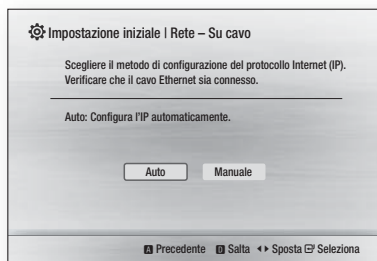 Impostazione iniziale | Rete – Su cavo
Scegliere il metodo di configurazione del protocollo Internet (IP).
Verificare che il cavo Ethernet sia connesso.
Auto: Configura l'IP automaticamente.
Auto Manuale
A Precedente D Salta Sposta Seleziona